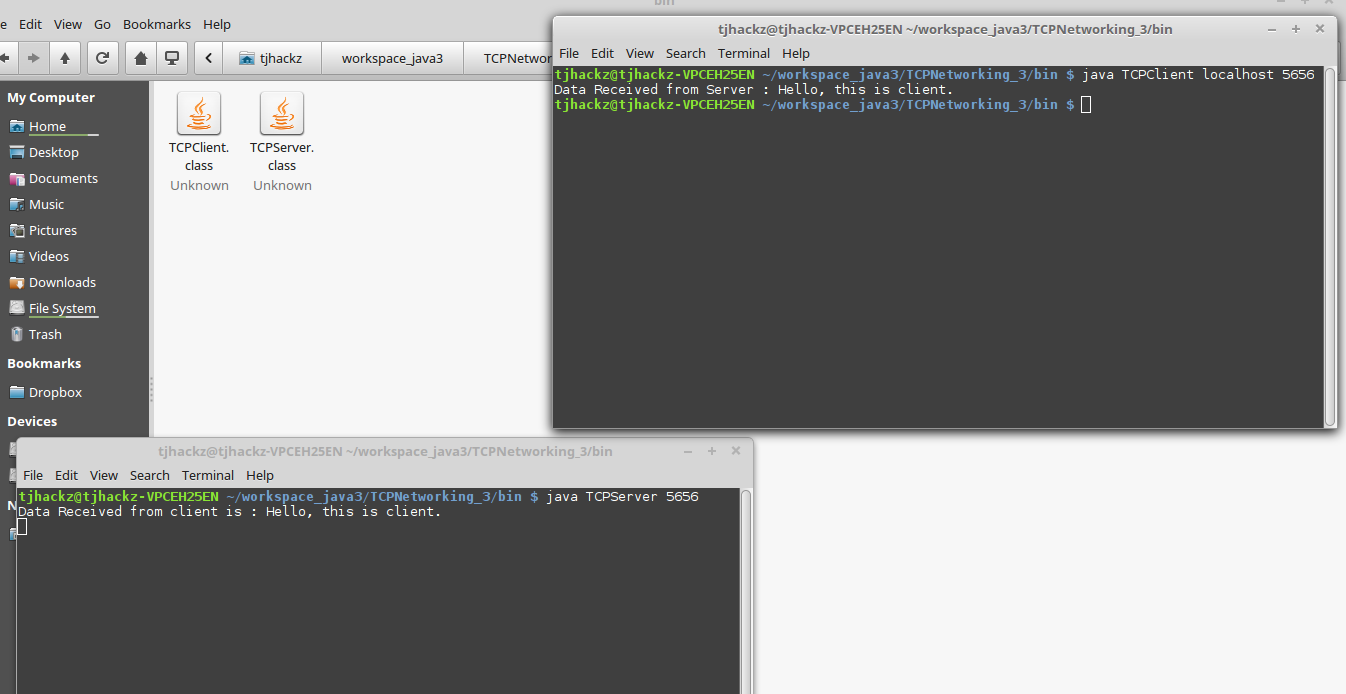 bin
Edit View Go Bookmarks Help
tjhackz workspace_java3 TCPNetwor
My Computer
Home
Desktop
Documents
Music
Pictures
Videos
Downloads
File System
Trash
Bookmarks
Dropbox
Devices
N
TCPClient.
class
Unknown
TCPServer.
class
Unknown
tjhackz@tjhackz-VPCEH25EN ~/workspace_java3/TCPNetworking_3/bin
File Edit View Search Terminal Help
tjhackz@tjhackz-VPCEH25EN ~/workspace_java3/TCPNetworking_3/bin $ java TCPClient localhost 5656
Data Received from Server : Hello, this is client.
tjhackz@tjhackz-VPCEH25EN ~/workspace_java3/TCPNetworking_3/bin $
tjhackz@tjhackz-VPCEH25EN ~/workspace_java3/TCPNetworking_3/bin
File Edit View Search Terminal Help
tjhackz@tjhackz-VPCEH25EN ~/workspace_java3/TCPNetworking_3/bin $ java TCPServer 5656
Data Received from client is : Hello, this is client.